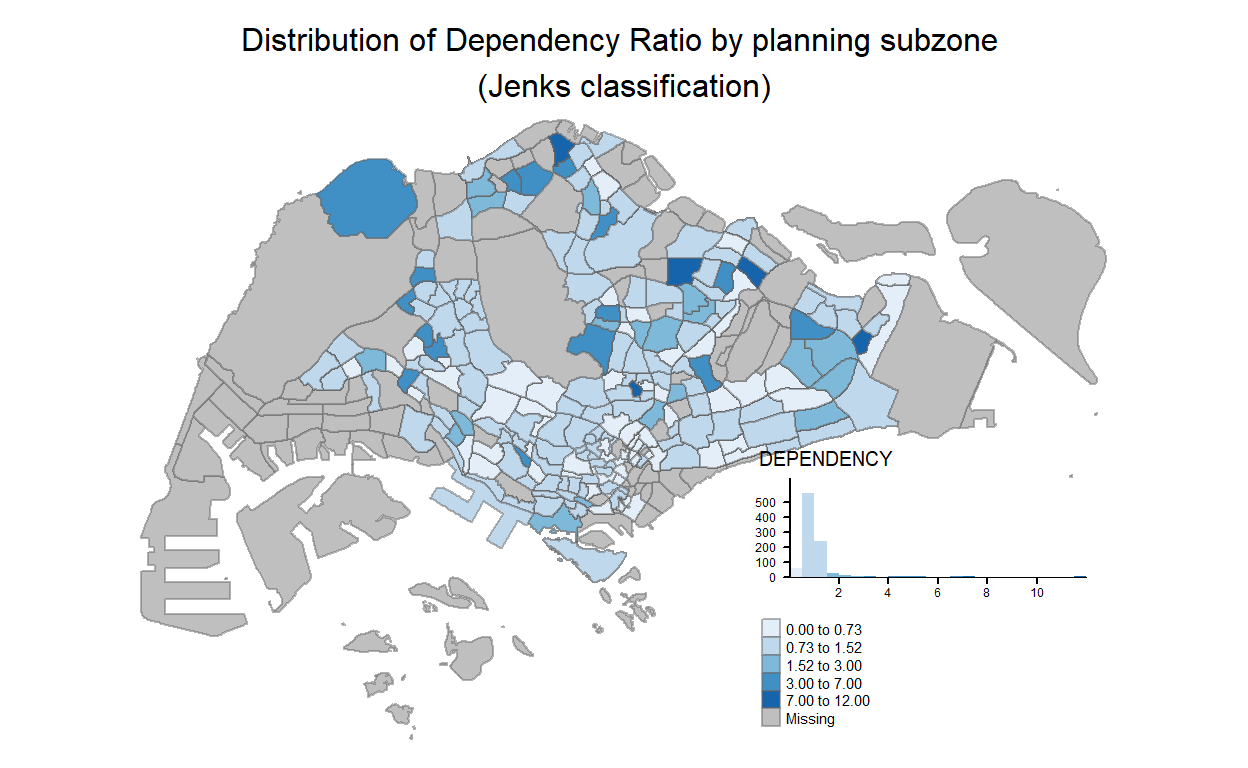 Distribution of Dependency Ratio by planning subzone
(Jenks classification)
DEPENDENCY
500
400
300
200
100
0
2 4 6 8 10
0.00 to 0.73
0.73 to 1.52
1.52 to 3.00
3.00 to 7.00
7.00 to 12.00
Missing